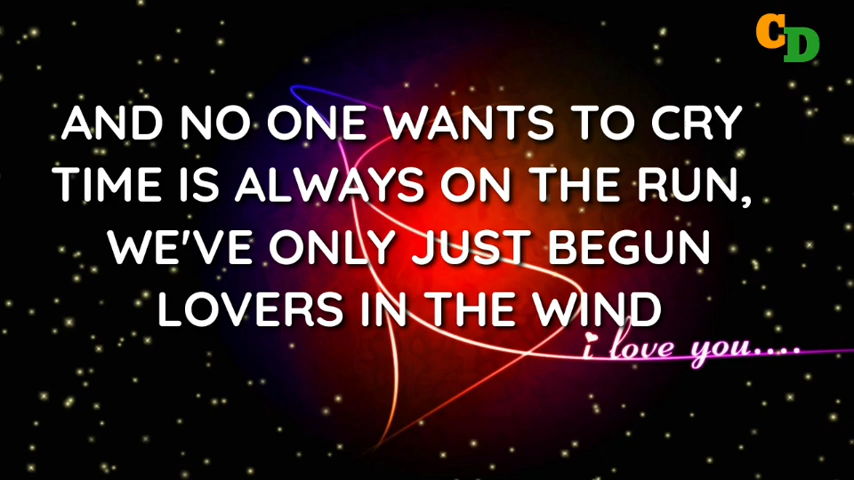 CD
AND NO ONE WANTS TO CRY
TIME IS ALWAYS ON THE RUN,
WE'VE ONLY JUST BEGUN
LOVERS IN THE WIND
i love you....